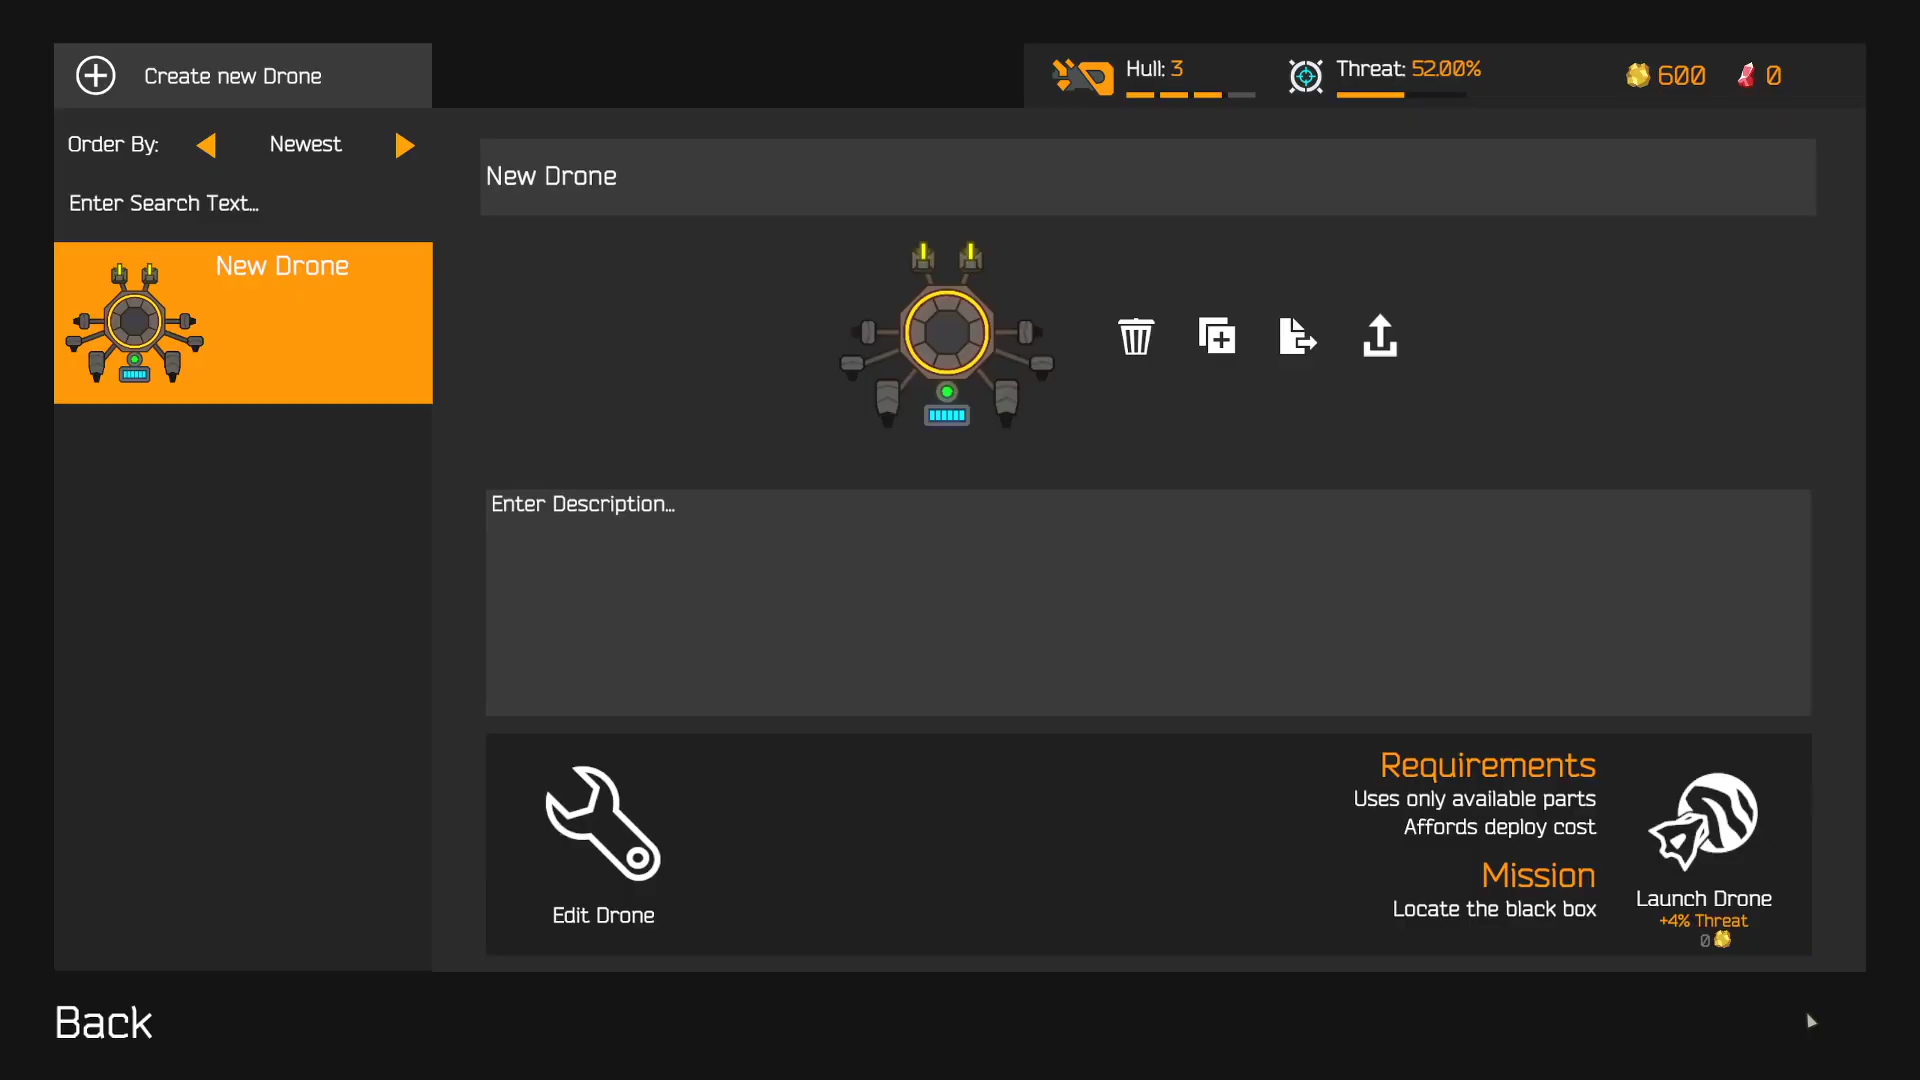 Create new Drone
Hull: 3
Threat: 52.00%
600
0
Order By:
Newest
Enter Search Text...
New Drone
New Drone
Enter Description...
Edit Drone
Requirements
Uses only available parts
Affords deploy cost
Mission
Locate the black box
Launch Drone
+4% Threat
0
Back